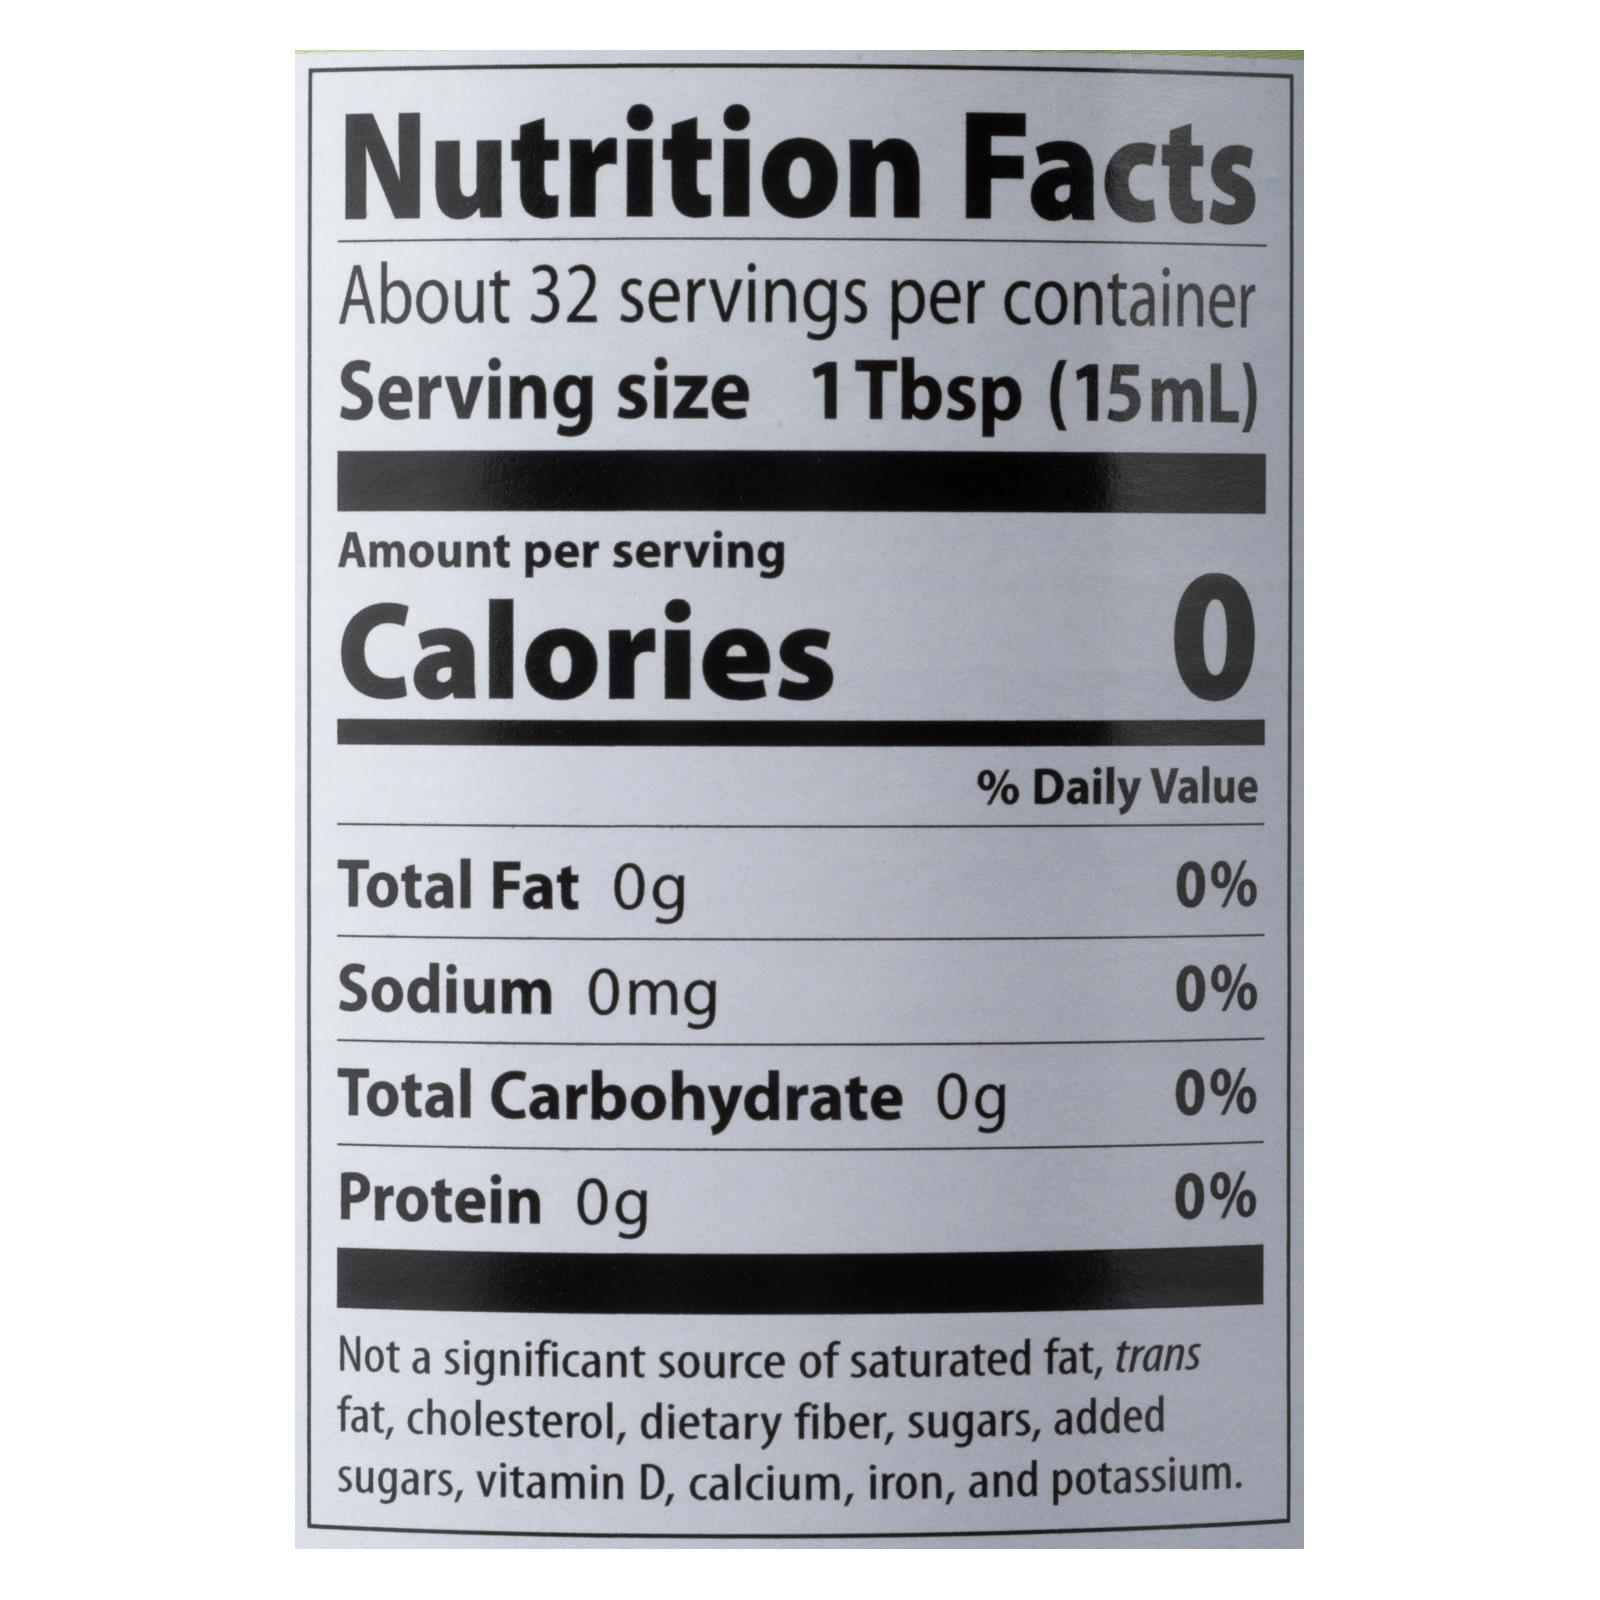 Nutrition Facts
About 32 servings per container
Serving size 1 Tbsp (15mL)
Amount per serving
Calories 0
% Daily Value
Total Fat 0g 0%
Sodium 0mg 0%
Total Carbohydrate 0g 0%
Protein 0g 0%
Not a significant source of saturated fat, trans
fat, cholesterol, dietary fiber, sugars, added
sugars, vitamin D, calcium, iron, and potassium.